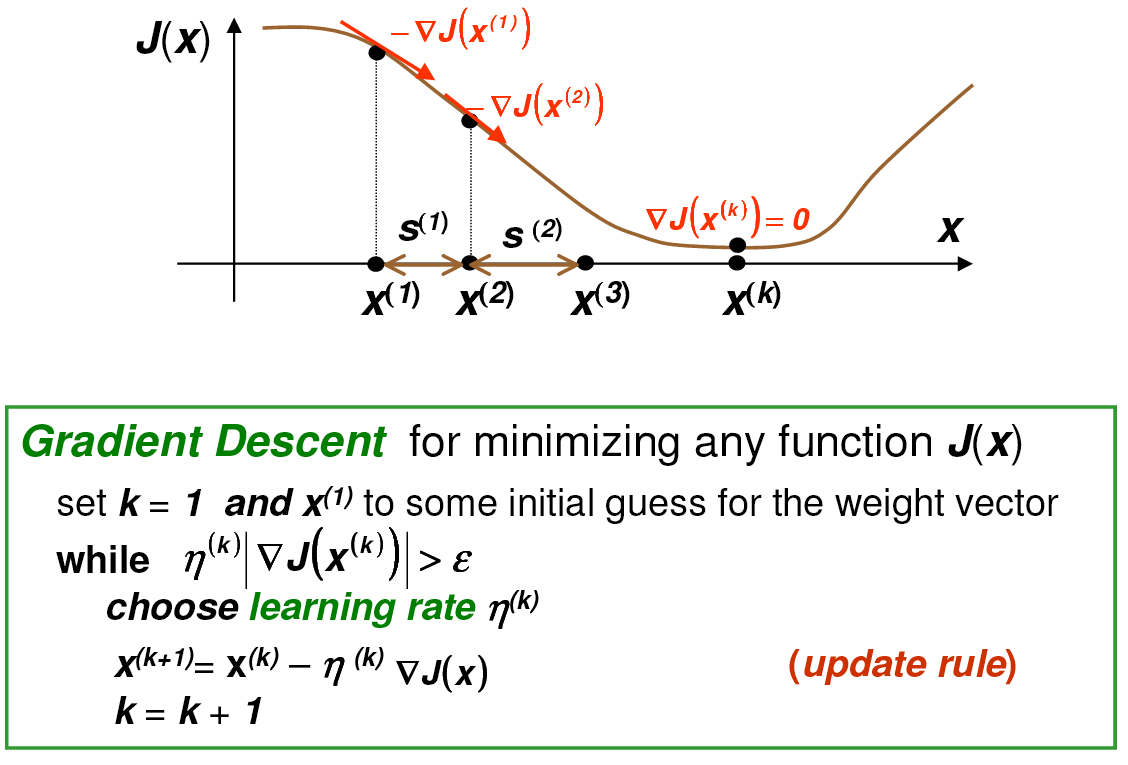 J(x)
− ∇J(x⁽¹⁾)
− ∇J(x⁽²⁾)
∇J(x⁽ᵏ⁾) = 0
x
s⁽¹⁾ s⁽²⁾
x⁽¹⁾ x⁽²⁾ x⁽³⁾ x⁽ᵏ⁾
Gradient Descent for minimizing any function J(x)
set k = 1 and x⁽¹⁾ to some initial guess for the weight vector
while η⁽ᵏ⁾|∇J(x⁽ᵏ⁾)| > ε
choose learning rate η⁽ᵏ⁾
x⁽ᵏ⁺¹⁾= x⁽ᵏ⁾ − η ⁽ᵏ⁾ ∇J(x) (update rule)
k = k + 1